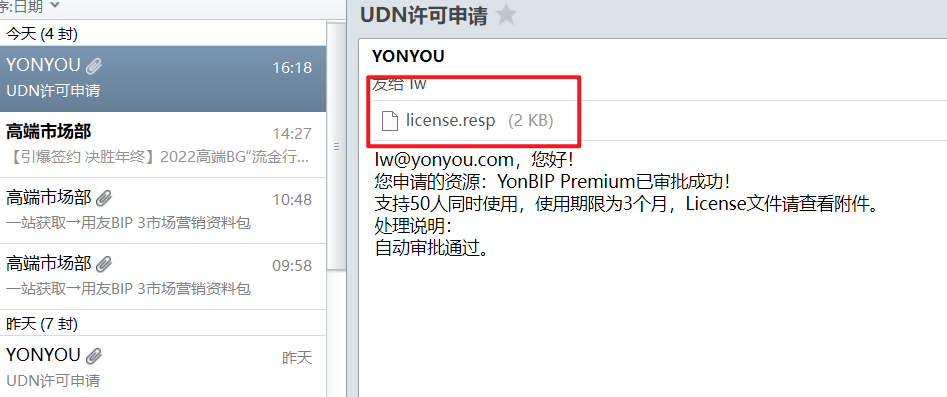 序:日期
今天 (4 封)
YONYOU
16:18
UDN许可申请
高端市场部
14:27
【引爆签约 决胜年终】2022高端BG“流金行...
高端市场部
10:48
一站获取→用友BIP 3市场营销资料包
高端市场部
09:58
一站获取→用友BIP 3市场营销资料包
昨天 (7 封)
YONYOU
昨天
UDN许可申请
UDN许可申请
YONYOU
发给 lw
license.resp (2 KB)
lw@yonyou.com，您好！
您申请的资源：YonBIP Premium已审批成功！
支持50人同时使用，使用期限为3个月，License文件请查看附件。
处理说明：
自动审批通过。